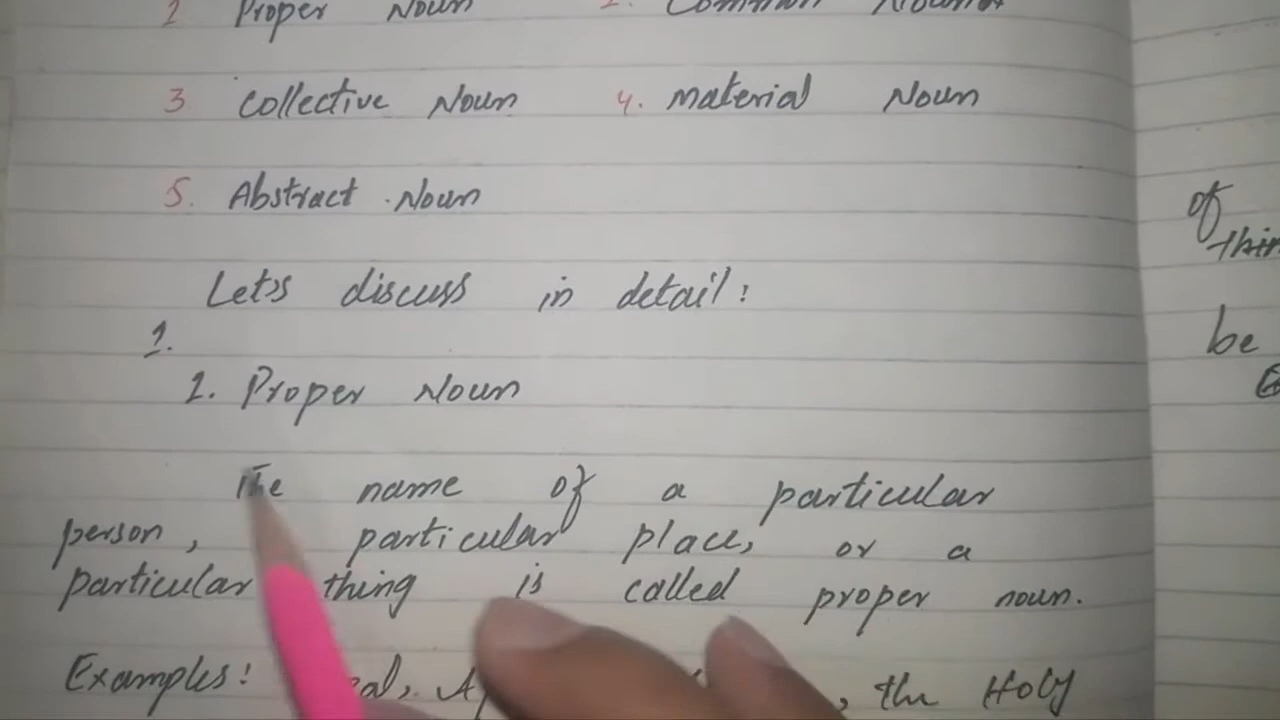 Proper Noun Common
3. Collective Noun 4. Material Noun
5. Abstract Noun
Let's discuss in detail:
1.
1. Proper Noun
The name of a particular
person, particular place, or a
particular thing is called proper noun.
Examples: the Holy
of
be